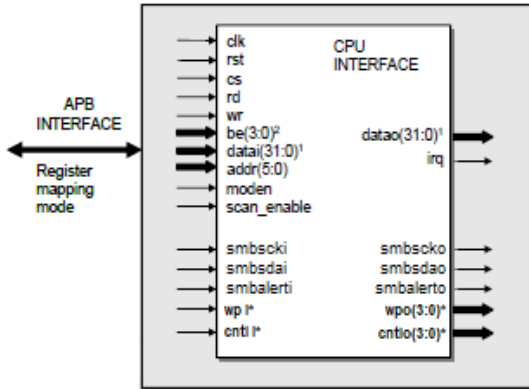 APB
INTERFACE
Register
mapping
mode
clk
rst
cs
rd
wr
be(3:0)²
datai(31:0)¹
addr(5:0)
moden
scan_enable
smbscki
smbsdai
smbalerti
wp I*
cntl I*
CPU
INTERFACE
datao(31:0)¹
irq
smbscko
smbsdao
smbalerto
wpo(3:0)*
cntlo(3:0)*